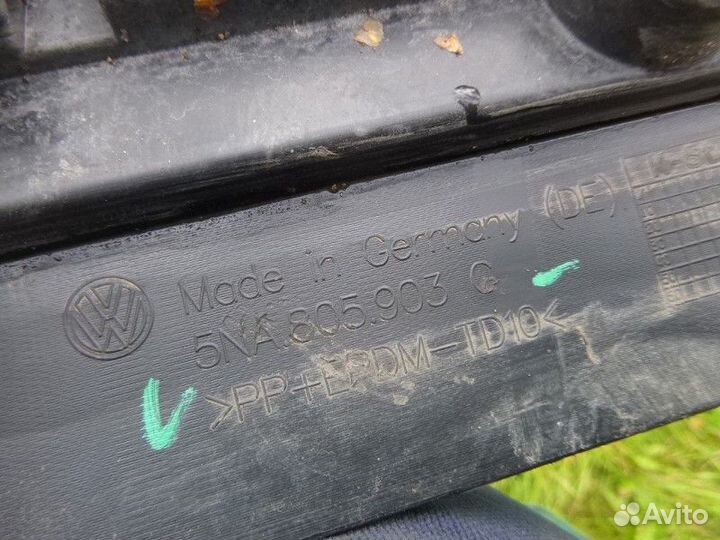 Made in Germany (DE)
5NA.805.903 G
>PP+EPDM-TD10<
Avito